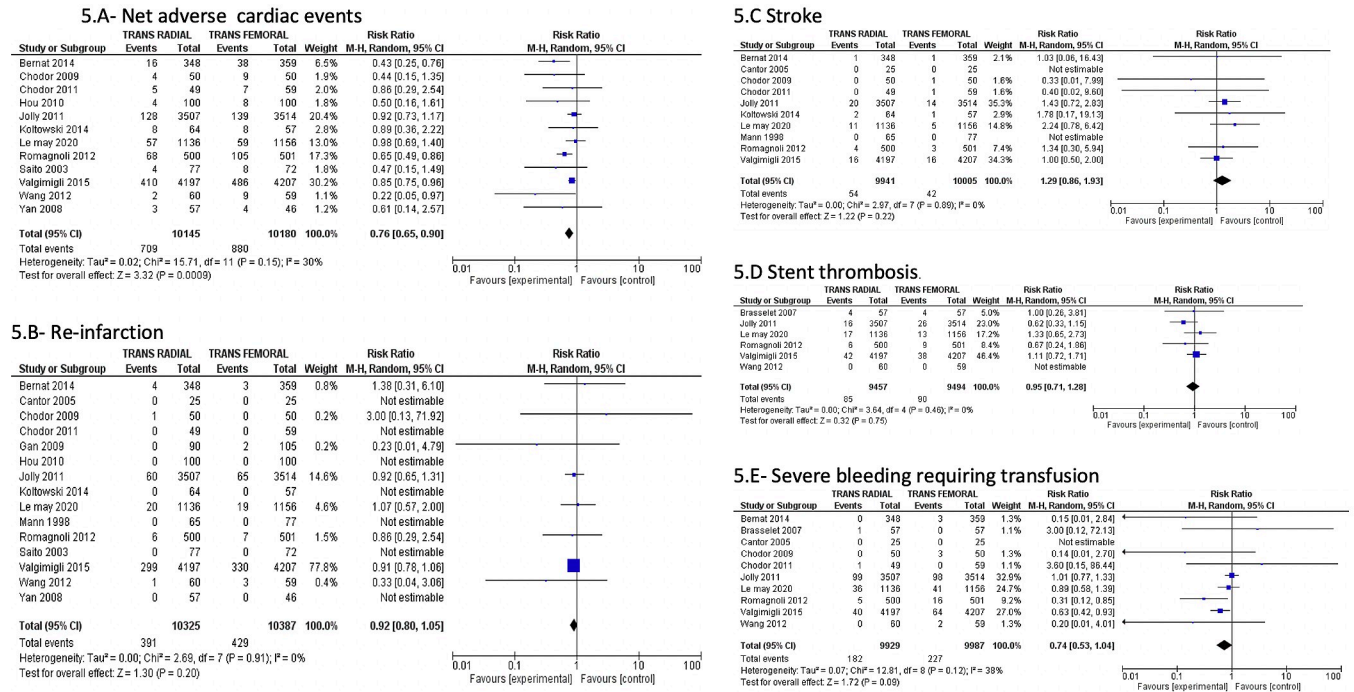 5.A- Net adverse cardiac events
TRANS RADIAL TRANS FEMORAL Risk Ratio Risk Ratio
Study or Subgroup Events Total Events Total Weight M-H, Random, 95% CI M-H, Random, 95% CI
Bernat 2014 16 348 38 359 6.5% 0.43 [0.25, 0.76]
Chodor 2009 4 50 9 50 1.9% 0.44 [0.15, 1.35]
Chodor 2011 5 49 7 59 2.0% 0.86 [0.29, 2.54]
Hou 2010 4 100 8 100 1.8% 0.50 [0.16, 1.61]
Jolly 2011 128 3507 139 3514 20.4% 0.92 [0.73, 1.17]
Koltowski 2014 8 64 8 57 2.9% 0.89 [0.36, 2.22]
Le may 2020 57 1136 59 1156 12.8% 0.98 [0.69, 1.40]
Romagnoli 2012 68 500 105 501 17.3% 0.65 [0.49, 0.86]
Saito 2003 4 77 8 72 1.9% 0.47 [0.15, 1.49]
Valgimigli 2015 410 4197 486 4207 30.2% 0.85 [0.75, 0.96]
Wang 2012 2 60 9 59 1.1% 0.22 [0.05, 0.97]
Yan 2008 3 57 4 46 1.2% 0.61 [0.14, 2.57]
Total (95% CI) 10145 10180 100.0% 0.76 [0.65, 0.90]
Total events 709 880
Heterogeneity: Tau² = 0.02; Chi² = 15.71, df = 11 (P = 0.15); I² = 30%
Test for overall effect: Z = 3.32 (P = 0.0009)
0.01 0.1 1 10 100
Favours [experimental] Favours [control]
5.B- Re-infarction
TRANS RADIAL TRANS FEMORAL Risk Ratio Risk Ratio
Study or Subgroup Events Total Events Total Weight M-H, Random, 95% CI M-H, Random, 95% CI
Bernat 2014 4 348 3 359 0.8% 1.38 [0.31, 6.10]
Cantor 2005 0 25 0 25 Not estimable
Chodor 2009 1 50 0 50 0.2% 3.00 [0.13, 71.92]
Chodor 2011 0 49 0 59 Not estimable
Gan 2009 0 90 2 105 0.2% 0.23 [0.01, 4.79]
Hou 2010 0 100 0 100 Not estimable
Jolly 2011 60 3507 65 3514 14.6% 0.92 [0.65, 1.31]
Koltowski 2014 0 64 0 57 Not estimable
Le may 2020 20 1136 19 1156 4.6% 1.07 [0.57, 2.00]
Mann 1998 0 65 0 77 Not estimable
Romagnoli 2012 6 500 7 501 1.5% 0.86 [0.29, 2.54]
Saito 2003 0 77 0 72 Not estimable
Valgimigli 2015 299 4197 330 4207 77.8% 0.91 [0.78, 1.06]
Wang 2012 1 60 3 59 0.4% 0.33 [0.04, 3.06]
Yan 2008 0 57 0 46 Not estimable
Total (95% CI) 10325 10387 100.0% 0.92 [0.80, 1.05]
Total events 391 429
Heterogeneity: Tau² = 0.00; Chi² = 2.69, df = 7 (P = 0.91); I² = 0%
Test for overall effect: Z = 1.30 (P = 0.20)
0.01 0.1 1 10 100
Favours [experimental] Favours [control]
5.C Stroke
TRANS RADIAL TRANS FEMORAL Risk Ratio Risk Ratio
Study or Subgroup Events Total Events Total Weight M-H, Random, 95% CI M-H, Random, 95% CI
Bernat 2014 1 348 1 359 2.1% 1.03 [0.06, 16.43]
Cantor 2005 0 25 0 25 Not estimable
Chodor 2009 0 50 1 50 1.6% 0.33 [0.01, 7.99]
Chodor 2011 0 49 1 59 1.6% 0.40 [0.02, 9.60]
Jolly 2011 20 3507 14 3514 35.3% 1.43 [0.72, 2.83]
Koltowski 2014 2 64 1 57 2.9% 1.78 [0.17, 19.13]
Le may 2020 11 1136 5 1156 14.8% 2.24 [0.78, 6.42]
Mann 1998 0 65 0 77 Not estimable
Romagnoli 2012 4 500 3 501 7.4% 1.34 [0.30, 5.94]
Valgimigli 2015 16 4197 16 4207 34.3% 1.00 [0.50, 2.00]
Total (95% CI) 9941 10005 100.0% 1.29 [0.86, 1.93]
Total events 54 42
Heterogeneity: Tau² = 0.00; Chi² = 2.97, df = 7 (P = 0.89); I² = 0%
Test for overall effect: Z = 1.22 (P = 0.22)
0.01 0.1 1 10 100
Favours [experimental] Favours [control]
5.D Stent thrombosis.
TRANS RADIAL TRANS FEMORAL Risk Ratio Risk Ratio
Study or Subgroup Events Total Events Total Weight M-H, Random, 95% CI M-H, Random, 95% CI
Brasselet 2007 4 57 4 57 5.0% 1.00 [0.26, 3.81]
Jolly 2011 16 3507 26 3514 23.0% 0.62 [0.33, 1.15]
Le may 2020 17 1136 13 1156 17.2% 1.33 [0.65, 2.73]
Romagnoli 2012 6 500 9 501 8.4% 0.67 [0.24, 1.86]
Valgimigli 2015 42 4197 38 4207 46.4% 1.11 [0.72, 1.71]
Wang 2012 0 60 0 59 Not estimable
Total (95% CI) 9457 9494 100.0% 0.95 [0.71, 1.28]
Total events 85 90
Heterogeneity: Tau² = 0.00; Chi² = 3.64, df = 4 (P = 0.46); I² = 0%
Test for overall effect: Z = 0.32 (P = 0.75)
0.01 0.1 1 10 100
Favours [experimental] Favours [control]
5.E- Severe bleeding requiring transfusion
TRANS RADIAL TRANS FEMORAL Risk Ratio Risk Ratio
Study or Subgroup Events Total Events Total Weight M-H, Random, 95% CI M-H, Random, 95% CI
Bernat 2014 0 348 3 359 1.3% 0.15 [0.01, 2.84]
Brasselet 2007 1 57 0 57 1.1% 3.00 [0.12, 72.13]
Cantor 2005 0 25 0 25 Not estimable
Chodor 2009 0 50 3 50 1.3% 0.14 [0.01, 2.70]
Chodor 2011 1 49 0 59 1.1% 3.60 [0.15, 86.44]
Jolly 2011 99 3507 98 3514 32.9% 1.01 [0.77, 1.33]
Le may 2020 36 1136 41 1156 24.7% 0.89 [0.58, 1.39]
Romagnoli 2012 5 500 16 501 9.4% 0.31 [0.12, 0.85]
Valgimigli 2015 40 4197 64 4207 27.0% 0.63 [0.42, 0.93]
Wang 2012 0 60 2 59 1.2% 0.20 [0.01, 4.01]
Total (95% CI) 9929 9987 100.0% 0.74 [0.53, 1.04]
Total events 182 227
Heterogeneity: Tau² = 0.07; Chi² = 12.81, df = 8 (P = 0.12); I² = 38%
Test for overall effect: Z = 1.72 (P = 0.09)
0.01 0.1 1 10 100
Favours [experimental] Favours [control]